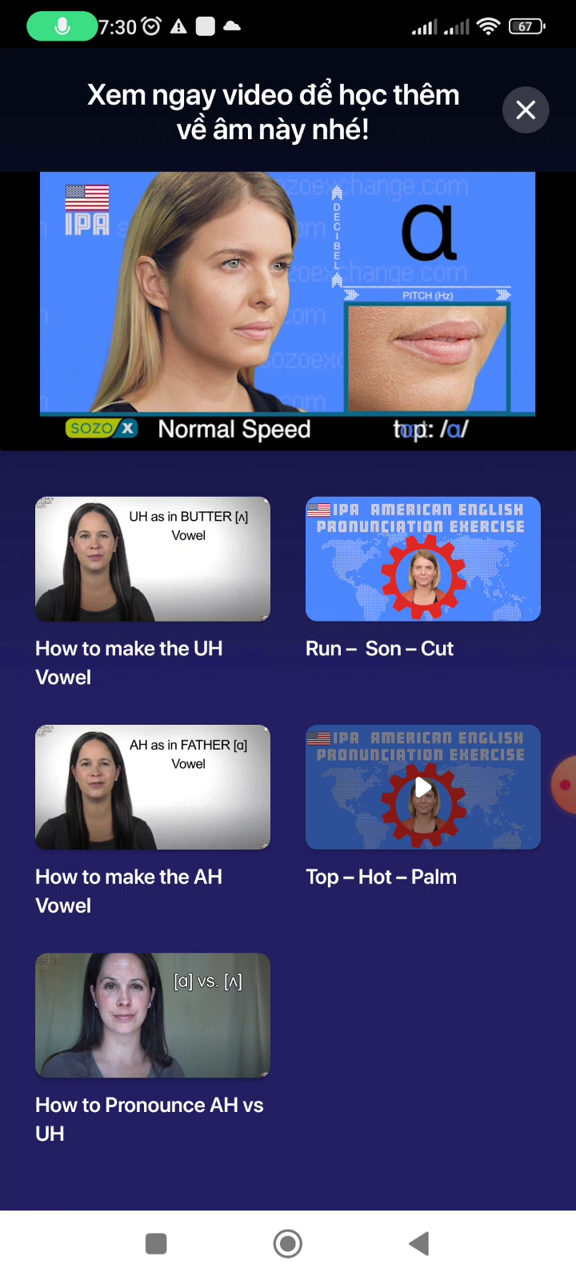 7:30
67
Xem ngay video để học thêm
về âm này nhé!
IPA
DECIBEL
ɑ
PITCH (Hz)
SOZO X
Normal Speed
top: /ɑ/
UH as in BUTTER [ʌ]
Vowel
How to make the UH
Vowel
IPA AMERICAN ENGLISH
PRONUNCIATION EXERCISE
Run – Son – Cut
AH as in FATHER [ɑ]
Vowel
How to make the AH
Vowel
IPA AMERICAN ENGLISH
PRONUNCIATION EXERCISE
Top – Hot – Palm
[ɑ] vs. [ʌ]
How to Pronounce AH vs
UH